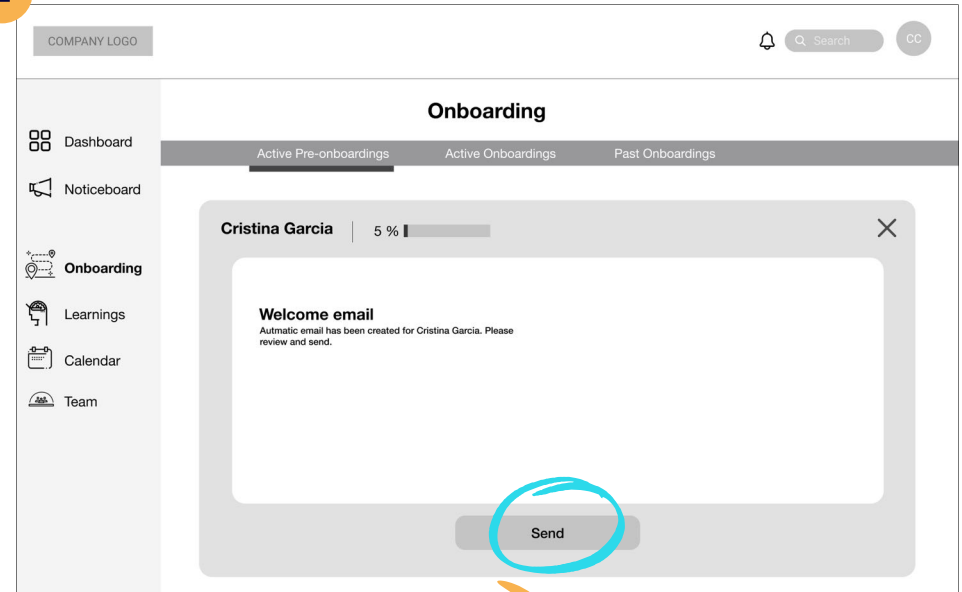 COMPANY LOGO
Search
CC
Onboarding
Active Pre-onboardings
Active Onboardings
Past Onboardings
Dashboard
Noticeboard
Onboarding
Learnings
Calendar
Team
Cristina Garcia
5 %
Welcome email
Autmatic email has been created for Cristina Garcia. Please
review and send.
Send